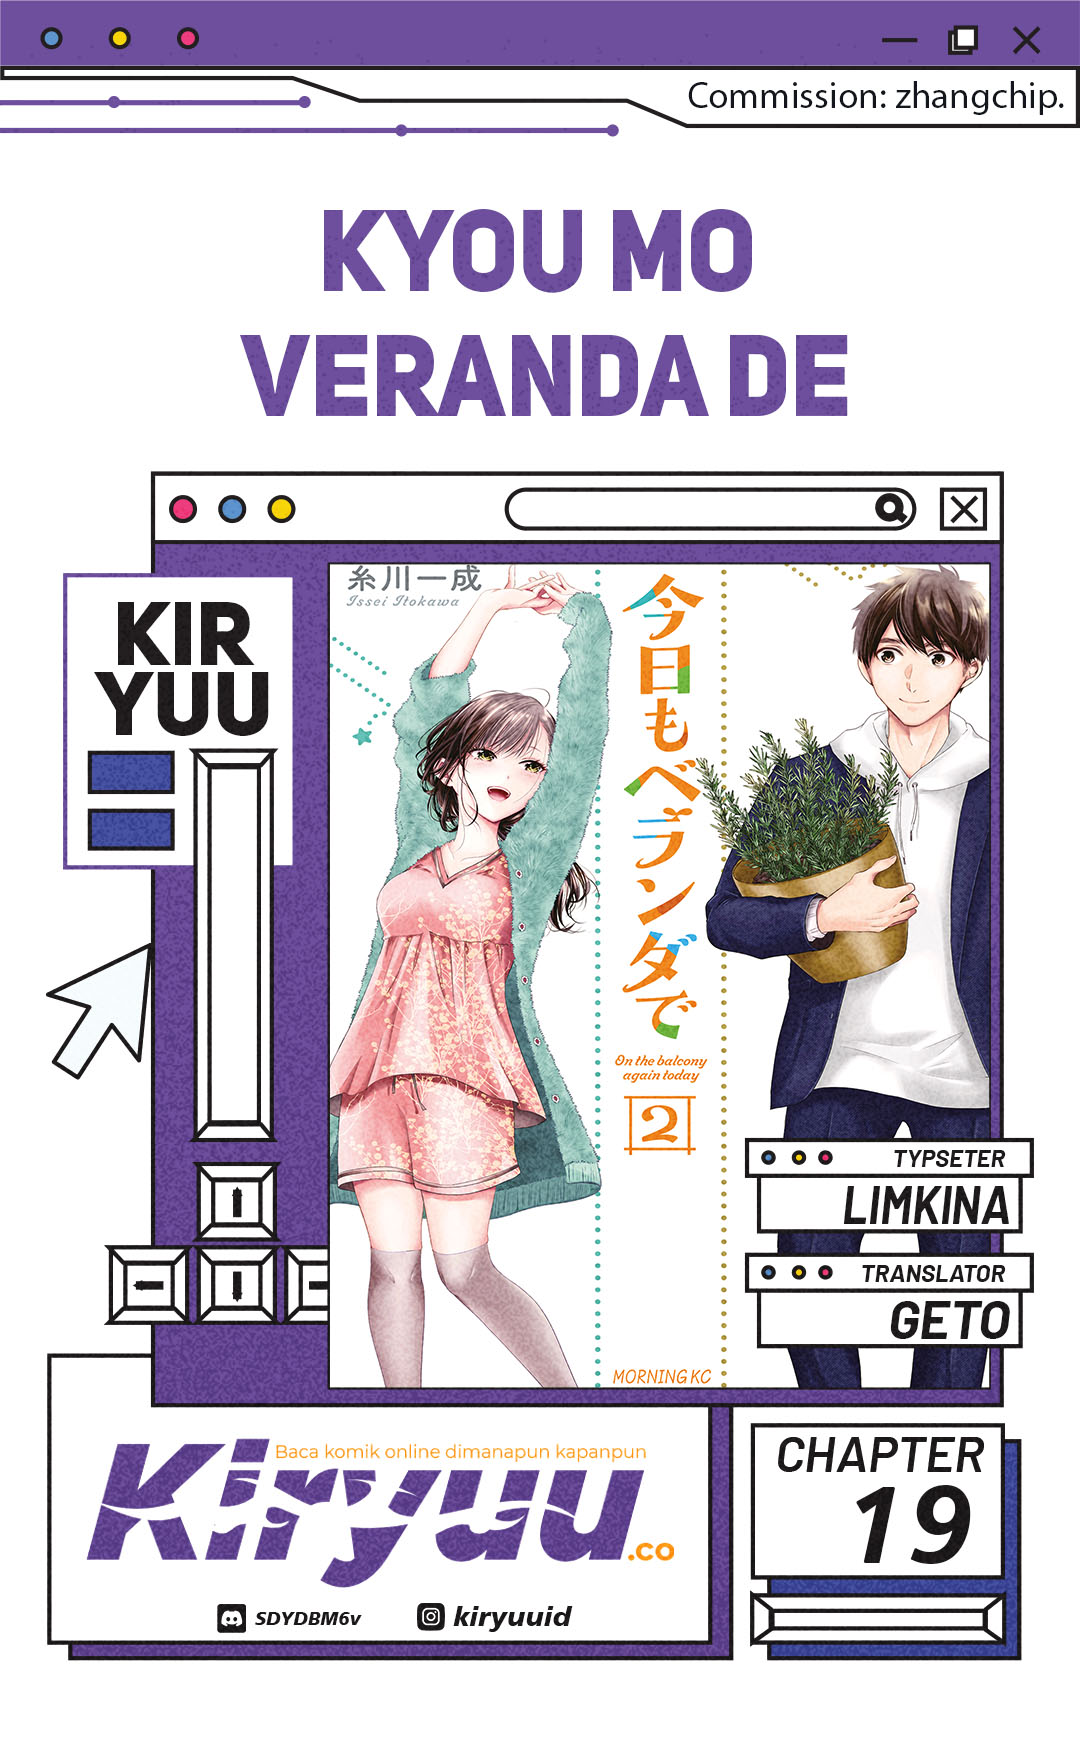 Commission: zhangchip.
KYOU MO
VERANDA DE
KIR
YUU
糸川一成
Issei Itokawa
今日もベランダで
On the balcony
again today
2
MORNING KC
TYPSETER
LIMKINA
TRANSLATOR
GETO
Baca komik online dimanapun kapanpun
Kiryuu
.co
SDYDBM6v
kiryuuid
CHAPTER
19